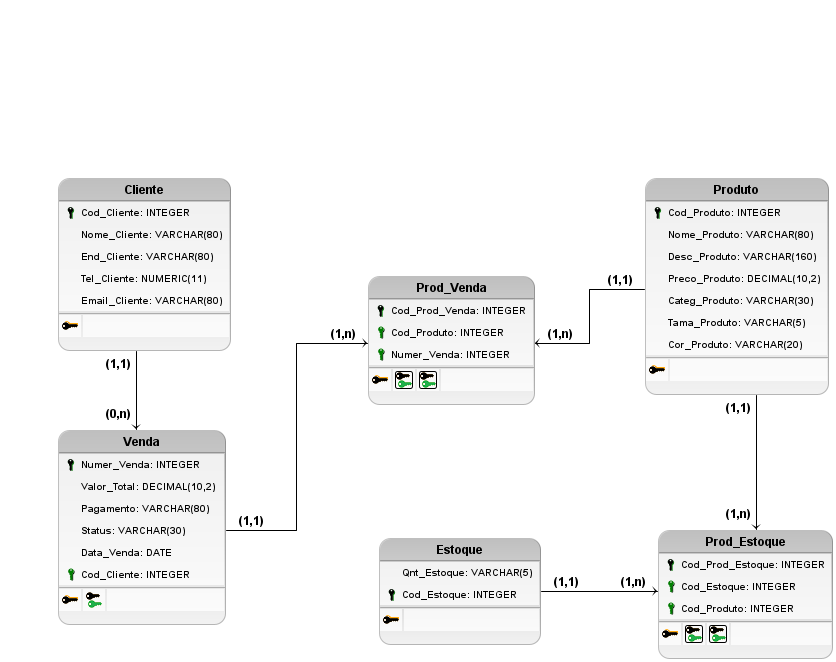 Cliente
Cod_Cliente: INTEGER
Nome_Cliente: VARCHAR(80)
End_Cliente: VARCHAR(80)
Tel_Cliente: NUMERIC(11)
Email_Cliente: VARCHAR(80)
(1,1)
(0,n)
Venda
Numer_Venda: INTEGER
Valor_Total: DECIMAL(10,2)
Pagamento: VARCHAR(80)
Status: VARCHAR(30)
Data_Venda: DATE
Cod_Cliente: INTEGER
(1,1)
(1,n)
Prod_Venda
Cod_Prod_Venda: INTEGER
Cod_Produto: INTEGER
Numer_Venda: INTEGER
(1,n)
(1,1)
Produto
Cod_Produto: INTEGER
Nome_Produto: VARCHAR(80)
Desc_Produto: VARCHAR(160)
Preco_Produto: DECIMAL(10,2)
Categ_Produto: VARCHAR(30)
Tama_Produto: VARCHAR(5)
Cor_Produto: VARCHAR(20)
(1,1)
(1,n)
Estoque
Qnt_Estoque: VARCHAR(5)
Cod_Estoque: INTEGER
(1,1)
(1,n)
Prod_Estoque
Cod_Prod_Estoque: INTEGER
Cod_Estoque: INTEGER
Cod_Produto: INTEGER